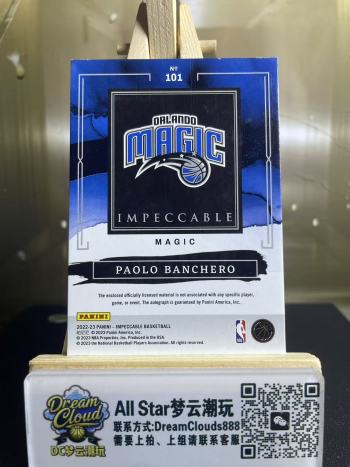 Nº
101
ORLANDO
MAGIC
IMPECCABLE
MAGIC
PAOLO BANCHERO
The enclosed officially licensed material is not associated with any specific player,
game, or event. The autograph is guaranteed by Panini America, Inc.
PANINI
2022-23 PANINI - IMPECCABLE BASKETBALL
© 2023 Panini America, Inc.
© 2023 NBA Properties, Inc. Produced in the USA.
© 2023 the National Basketball Players Association. All rights reserved.
NBA
Dream
Cloud
DC梦云潮玩
All Star梦云潮玩
联系方式:DreamClouds888
需要上拍、上组请联系客服